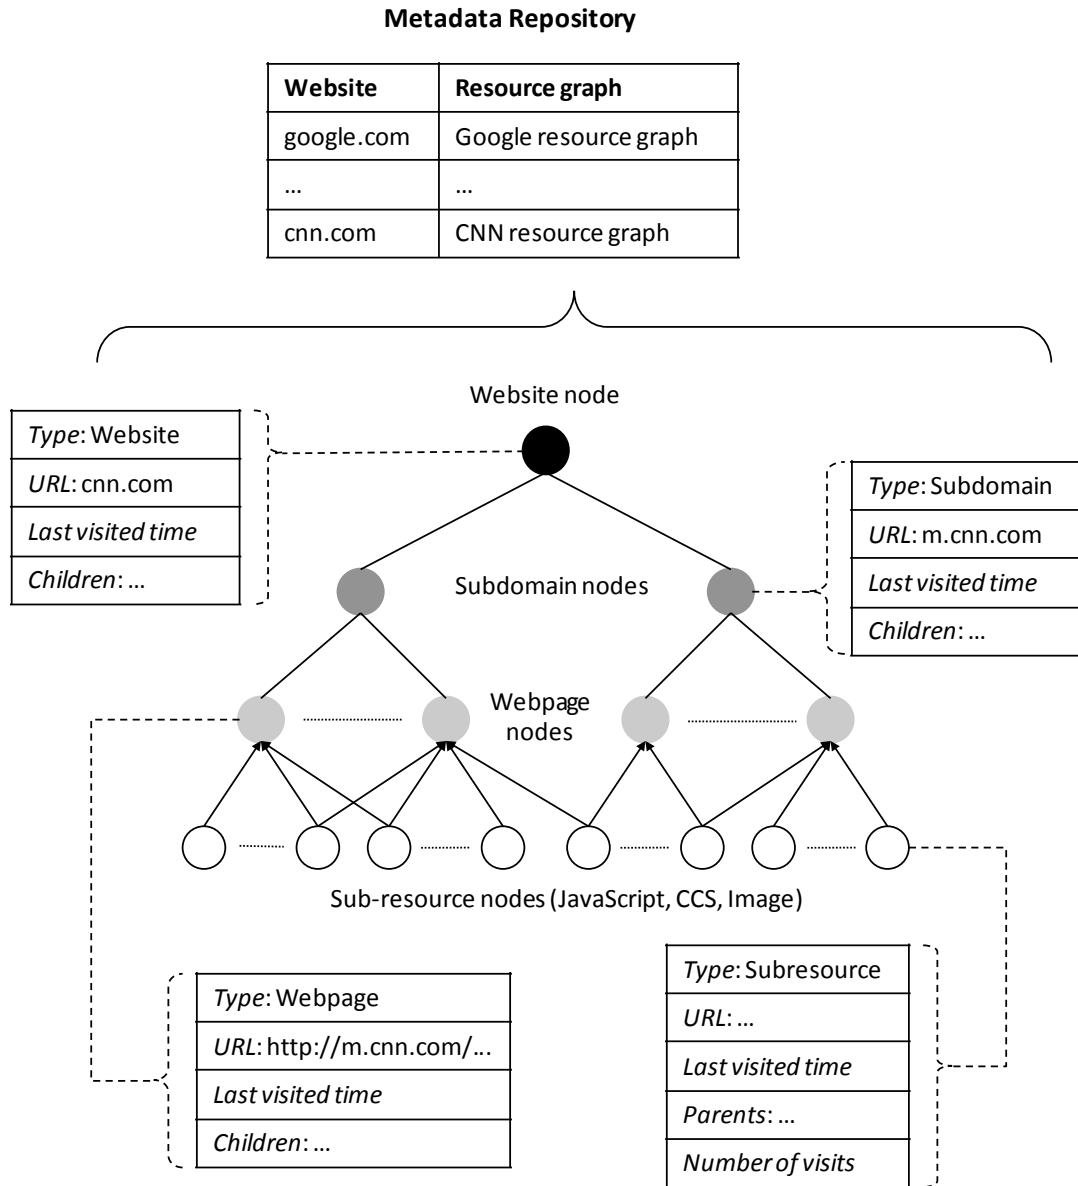 Metadata Repository
Website Resource graph
google.com Google resource graph
... ...
cnn.com CNN resource graph
Website node
Type: Website
URL: cnn.com
Last visited time
Children: ...
Type: Subdomain
URL: m.cnn.com
Last visited time
Children: ...
Subdomain nodes
Webpage
nodes
Sub-resource nodes (JavaScript, CCS, Image)
Type: Webpage
URL: http://m.cnn.com/...
Last visited time
Children: ...
Type: Subresource
URL: ...
Last visited time
Parents: ...
Number of visits